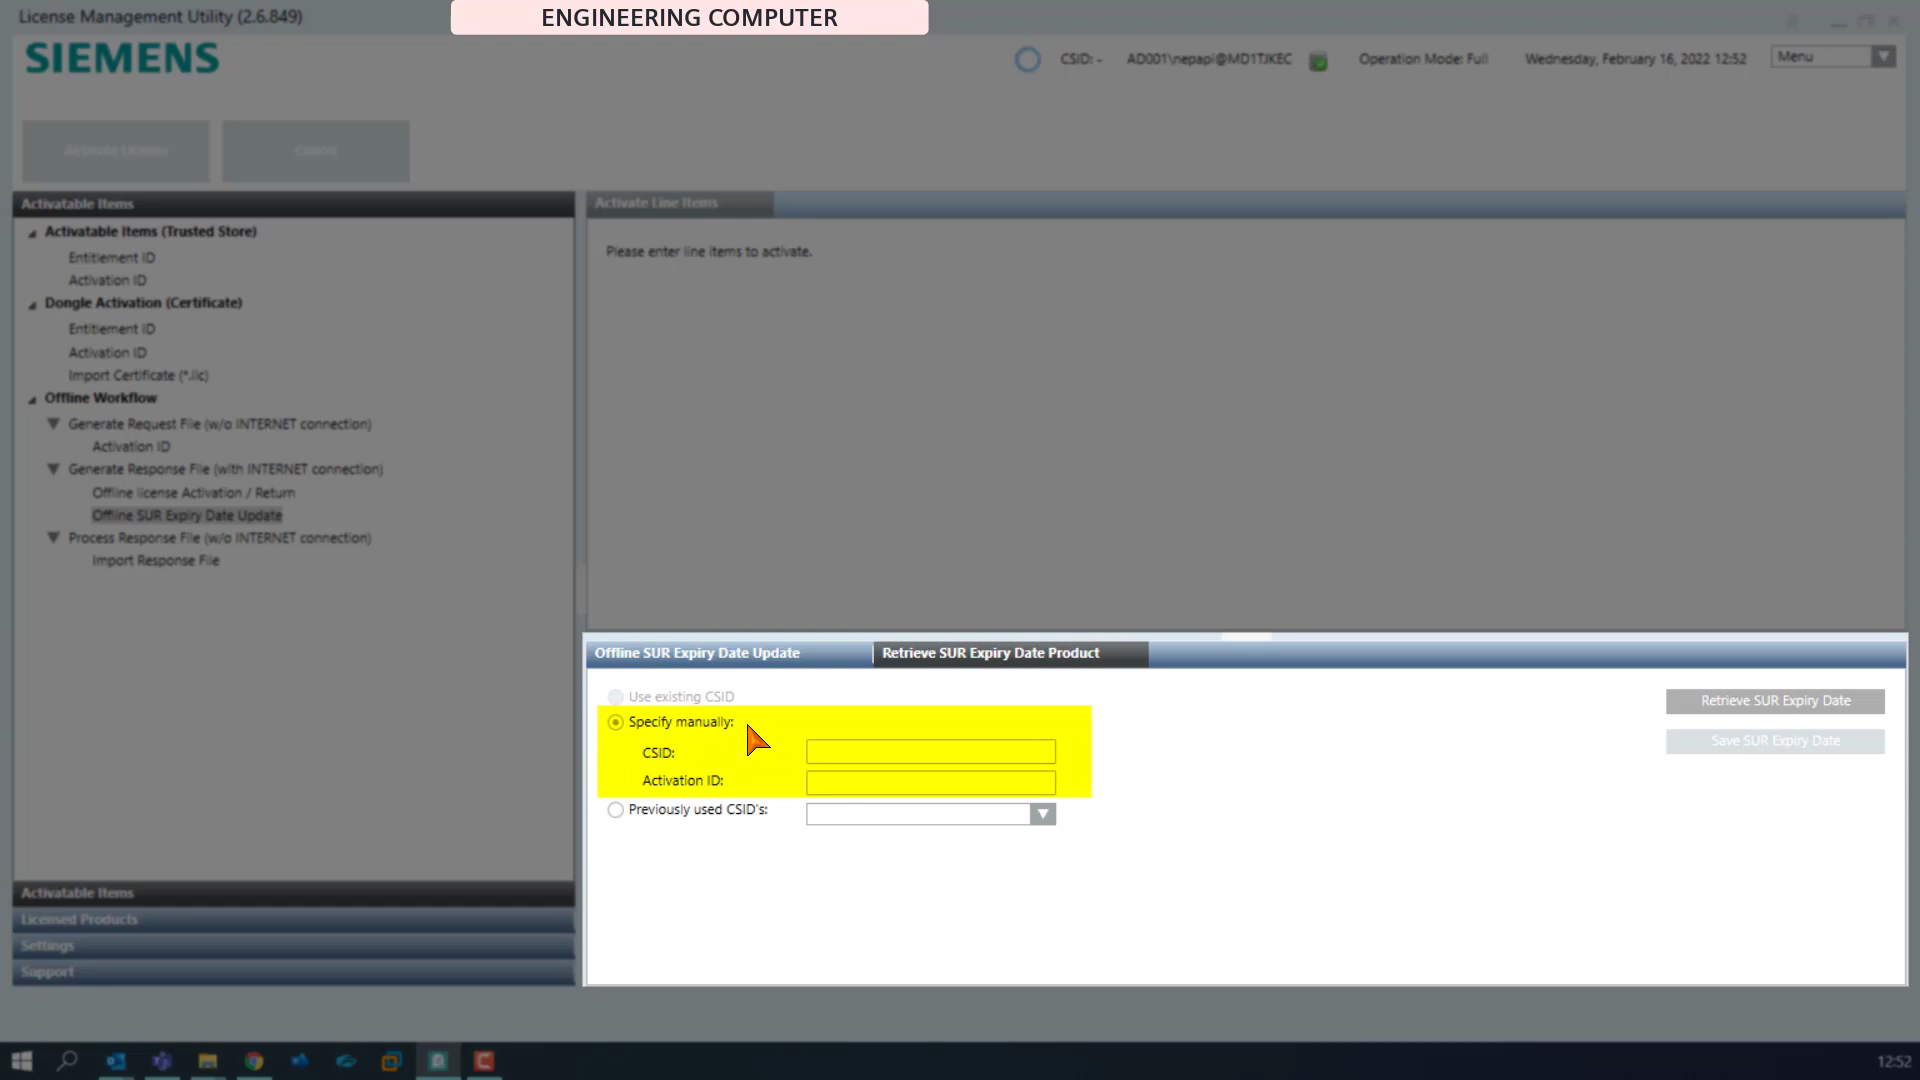 License Management Utility (2.6.849)
ENGINEERING COMPUTER
SIEMENS
CSID: -
AD001\nepapi@MD1TJKEC
Operation Mode: Full
Wednesday, February 16, 2022 12:52
Menu
Activate License
Cancel
Activatable Items
Activatable Items (Trusted Store)
Entitlement ID
Activation ID
Dongle Activation (Certificate)
Entitlement ID
Activation ID
Import Certificate (*.lic)
Offline Workflow
Generate Request File (w/o INTERNET connection)
Activation ID
Generate Response File (with INTERNET connection)
Offline license Activation / Return
Offline SUR Expiry Date Update
Process Response File (w/o INTERNET connection)
Import Response File
Activatable Items
Licensed Products
Settings
Support
Activate Line Items
Please enter line items to activate.
Offline SUR Expiry Date Update
Retrieve SUR Expiry Date Product
Use existing CSID
Specify manually:
CSID:
Activation ID:
Previously used CSID's:
Retrieve SUR Expiry Date
Save SUR Expiry Date
12:52